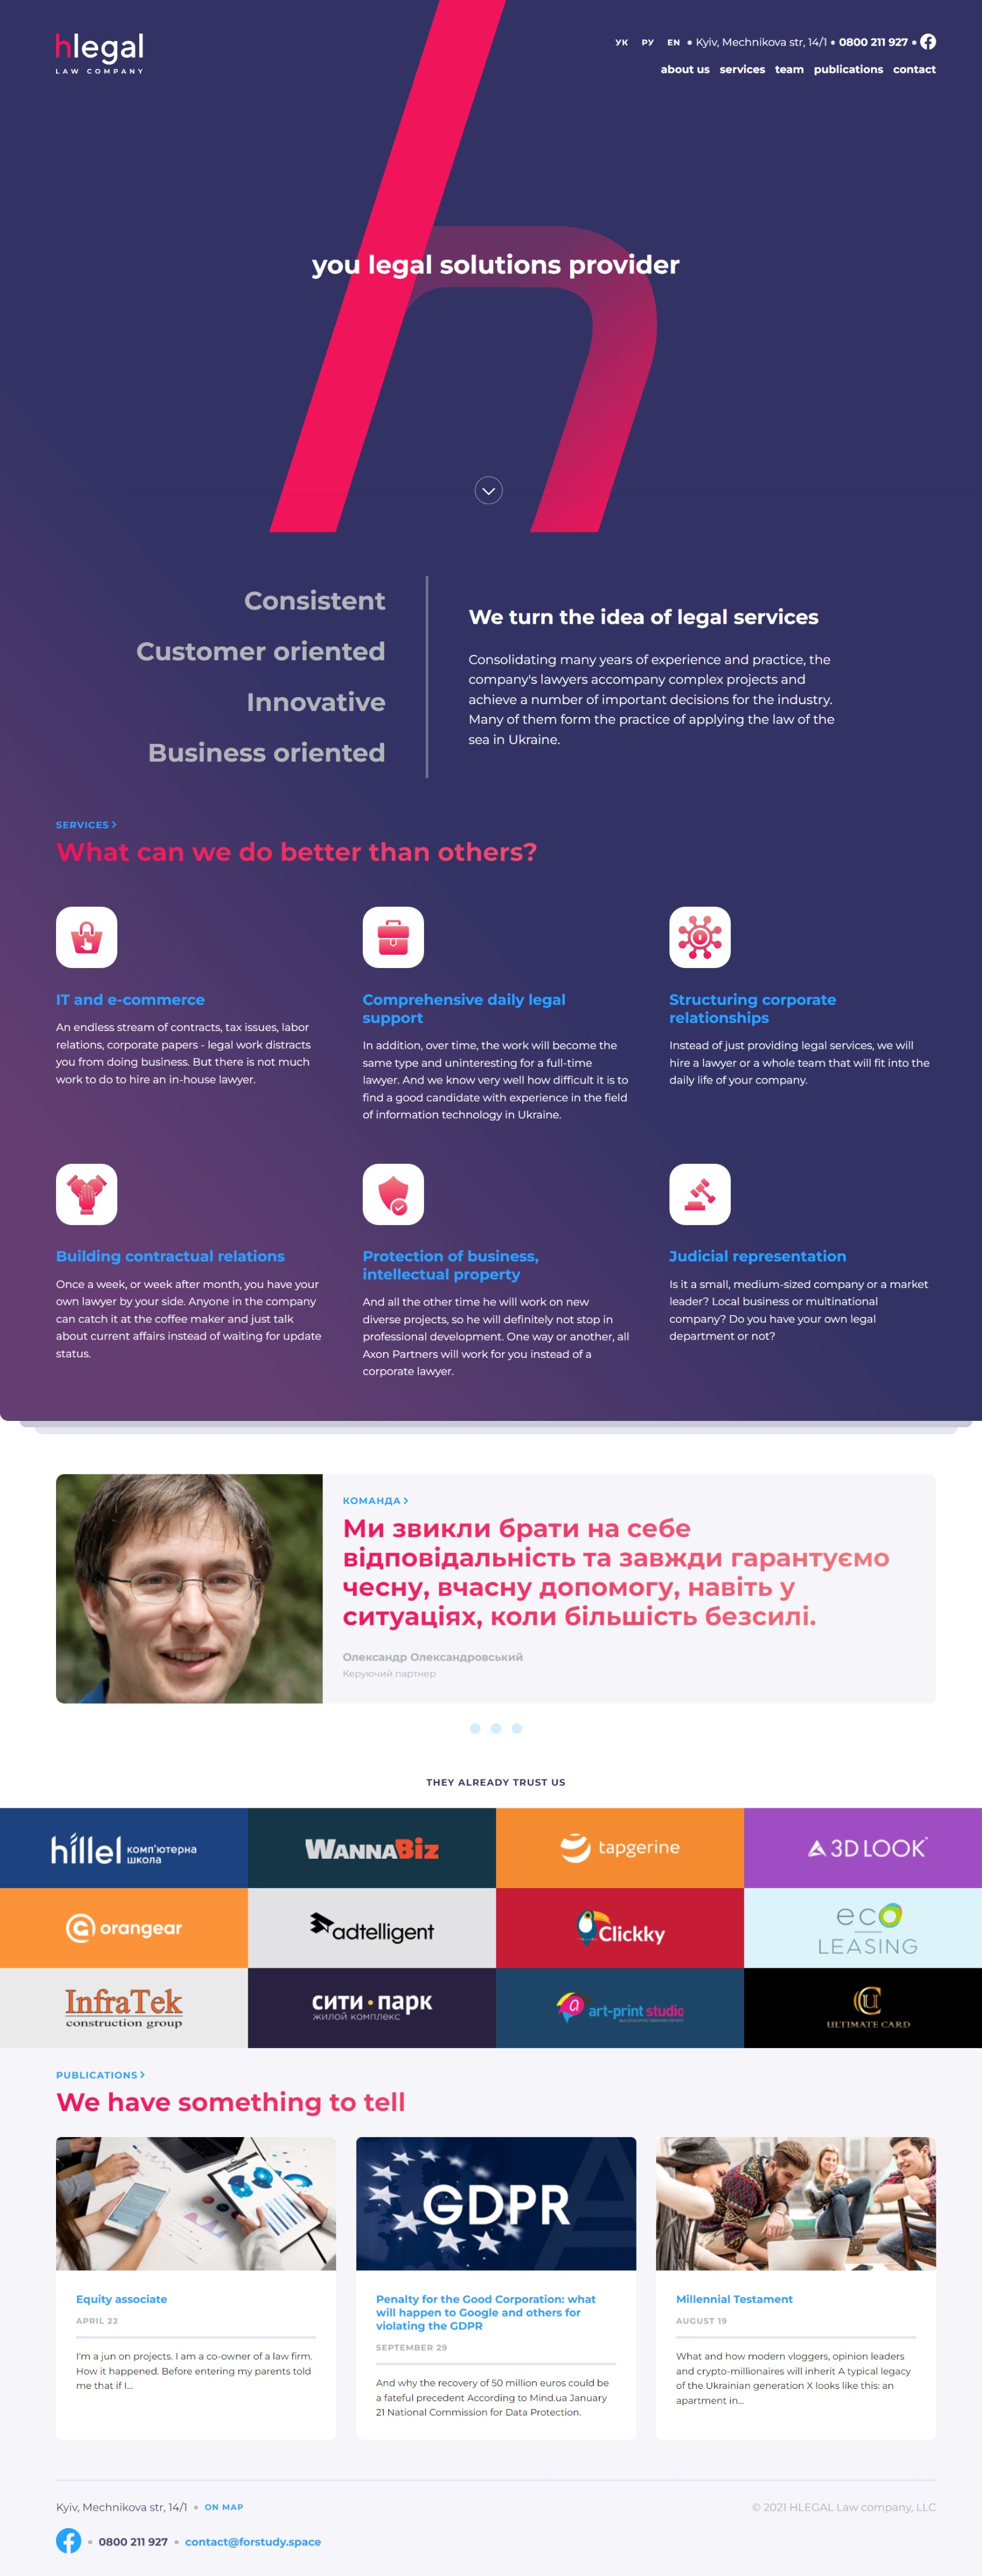 hlegal
LAW COMPANY
УК РУ EN • Kyiv, Mechnikova str, 14/1 • 0800 211 927 •
about us services team publications contact
you legal solutions provider
Consistent
Customer oriented
Innovative
Business oriented
We turn the idea of legal services
Consolidating many years of experience and practice, the
company's lawyers accompany complex projects and
achieve a number of important decisions for the industry.
Many of them form the practice of applying the law of the
sea in Ukraine.
SERVICES
What can we do better than others?
IT and e-commerce
An endless stream of contracts, tax issues, labor
relations, corporate papers - legal work distracts
you from doing business. But there is not much
work to do to hire an in-house lawyer.
Comprehensive daily legal
support
In addition, over time, the work will become the
same type and uninteresting for a full-time
lawyer. And we know very well how difficult it is to
find a good candidate with experience in the field
of information technology in Ukraine.
Structuring corporate
relationships
Instead of just providing legal services, we will
hire a lawyer or a whole team that will fit into the
daily life of your company.
Building contractual relations
Once a week, or week after month, you have your
own lawyer by your side. Anyone in the company
can catch it at the coffee maker and just talk
about current affairs instead of waiting for update
status.
Protection of business,
intellectual property
And all the other time he will work on new
diverse projects, so he will definitely not stop in
professional development. One way or another, all
Axon Partners will work for you instead of a
corporate lawyer.
Judicial representation
Is it a small, medium-sized company or a market
leader? Local business or multinational
company? Do you have your own legal
department or not?
КОМАНДА
Ми звикли брати на себе
відповідальність та завжди гарантуємо
чесну, вчасну допомогу, навіть у
ситуаціях, коли більшість безсилі.
Олександр Олександровський
Керуючий партнер
THEY ALREADY TRUST US
hillel комп'ютерна
школа
WANNABIZ
tapgerine
3DLOOK
orangear
adtelligent
Clickky
eco
LEASING
InfraTek
construction group
СИТИ • ПАРК
ЖИЛОЙ КОМПЛЕКС
art-print studio
CU
ULTIMATE CARD
PUBLICATIONS
We have something to tell
GDPR
Equity associate
APRIL 22
I'm a jun on projects. I am a co-owner of a law firm.
How it happened. Before entering my parents told
me that if I...
Penalty for the Good Corporation: what
will happen to Google and others for
violating the GDPR
SEPTEMBER 29
And why the recovery of 50 million euros could be
a fateful precedent According to Mind.ua January
21 National Commission for Data Protection.
Millennial Testament
AUGUST 19
What and how modern vloggers, opinion leaders
and crypto-millionaires will inherit A typical legacy
of the Ukrainian generation X looks like this: an
apartment in...
Kyiv, Mechnikova str, 14/1 • ON MAP
© 2021 HLEGAL Law company, LLC
• 0800 211 927 • contact@forstudy.space